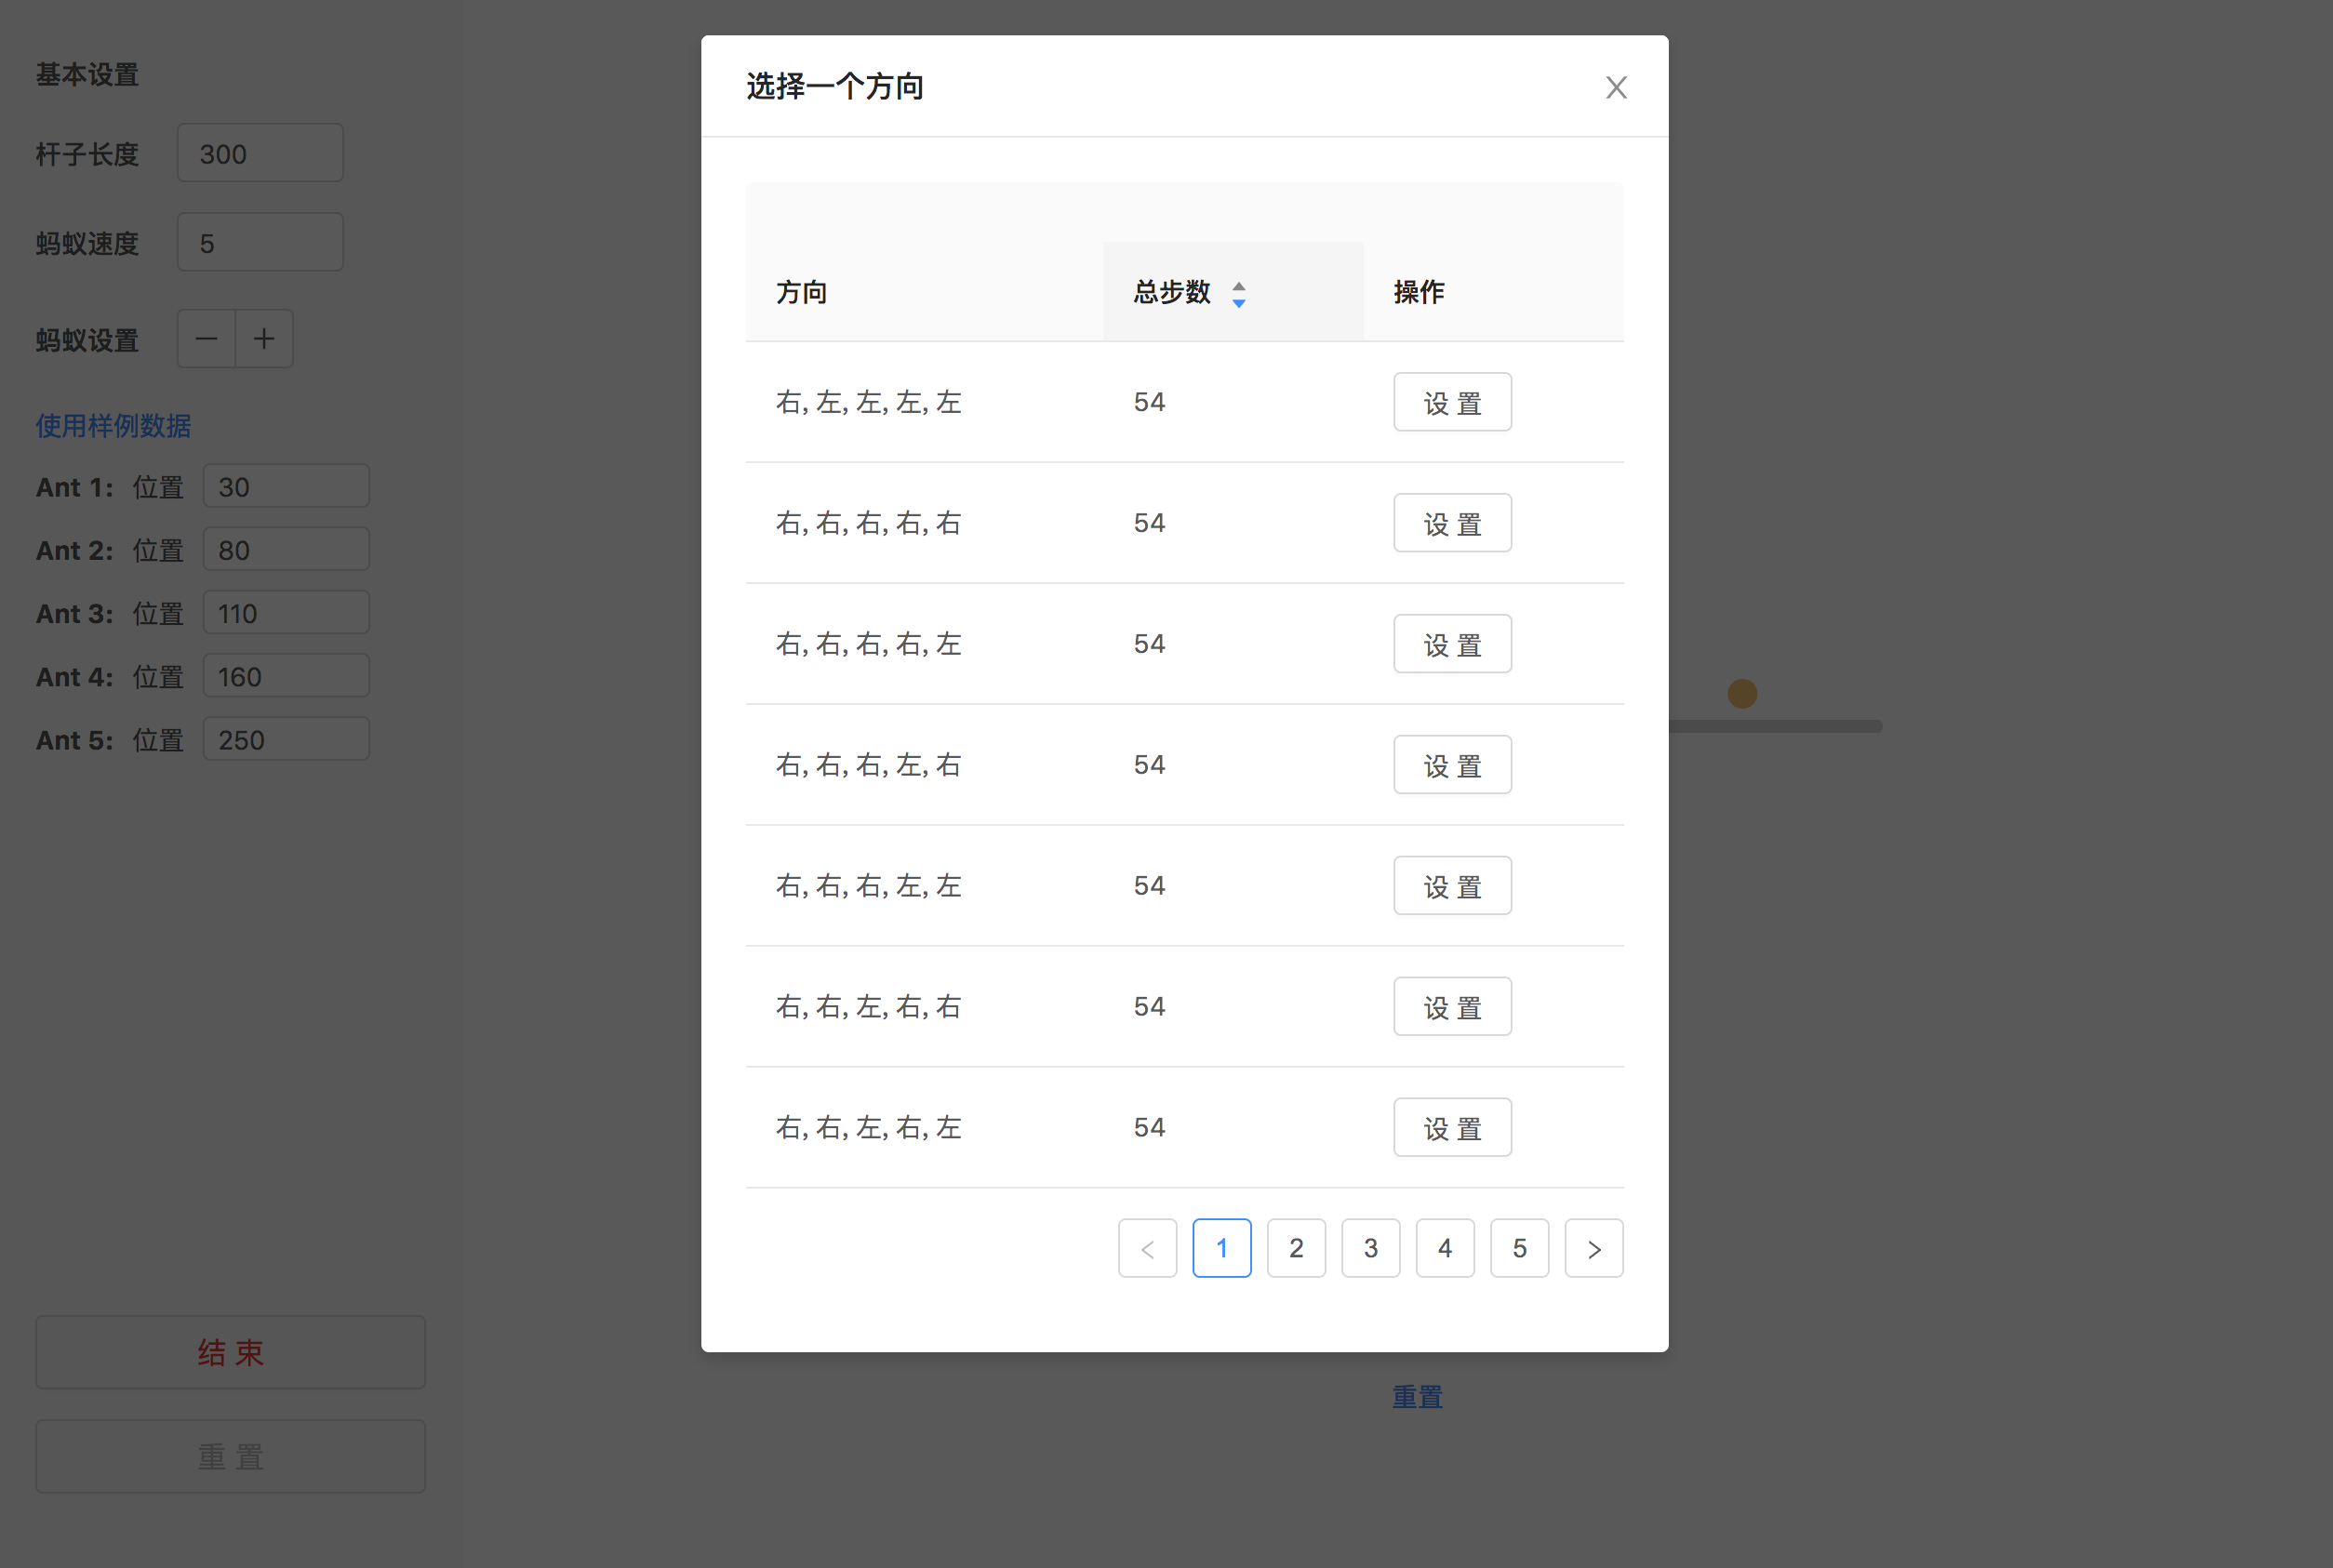 基本设置
杆子长度 300
蚂蚁速度 5
蚂蚁设置
使用样例数据
Ant 1: 位置 30
Ant 2: 位置 80
Ant 3: 位置 110
Ant 4: 位置 160
Ant 5: 位置 250
结 束
重 置
选择一个方向
方向 总步数 操作
右, 左, 左, 左, 左 54 设 置
右, 右, 右, 右, 右 54 设 置
右, 右, 右, 右, 左 54 设 置
右, 右, 右, 左, 右 54 设 置
右, 右, 右, 左, 左 54 设 置
右, 右, 左, 右, 右 54 设 置
右, 右, 左, 右, 左 54 设 置
< 1 2 3 4 5 >
重置